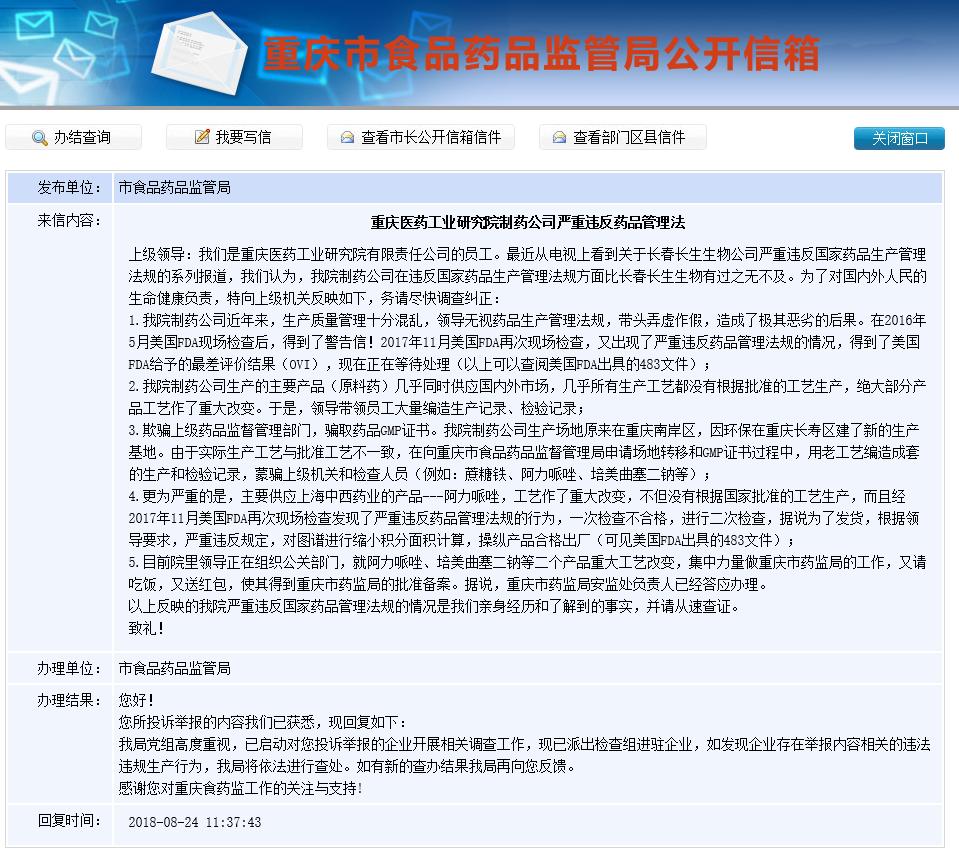 重庆市食品药品监管局公开信箱
办结查询
我要写信
查看市长公开信箱信件
查看部门区县信件
关闭窗口
发布单位： 市食品药品监管局
来信内容：
重庆医药工业研究院制药公司严重违反药品管理法
上级领导：我们是重庆医药工业研究院有限责任公司的员工。最近从电视上看到关于长春长生生物公司严重违反国家药品生产管理
法规的系列报道，我们认为，我院制药公司在违反国家药品生产管理法规方面比长春长生生物有过之无不及。为了对国内外人民的
生命健康负责，特向上级机关反映如下，务请尽快调查纠正：
1.我院制药公司近年来，生产质量管理十分混乱，领导无视药品生产管理法规，带头弄虚作假，造成了极其恶劣的后果。在2016年
5月美国FDA现场检查后，得到了警告信！2017年11月美国FDA再次现场检查，又出现了严重违反药品管理法规的情况，得到了美国
FDA给予的最差评价结果（OVI），现在正在等待处理（以上可以查阅美国FDA出具的483文件）；
2.我院制药公司生产的主要产品（原料药）几乎同时供应国内外市场，几乎所有生产工艺都没有根据批准的工艺生产，绝大部分产
品工艺作了重大改变。于是，领导带领员工大量编造生产记录、检验记录；
3.欺骗上级药品监督管理部门，骗取药品GMP证书。我院制药公司生产场地原来在重庆南岸区，因环保在重庆长寿区建了新的生产
基地。由于实际生产工艺与批准工艺不一致，在向重庆市食品药品监督管理局申请场地转移和GMP证书过程中，用老工艺编造成套
的生产和检验记录，蒙骗上级机关和检查人员（例如：蔗糖铁、阿力哌唑、培美曲塞二钠等）；
4.更为严重的是，主要供应上海中西药业的产品---阿力哌唑，工艺作了重大改变，不但没有根据国家批准的工艺生产，而且经
2017年11月美国FDA再次现场检查发现了严重违反药品管理法规的行为，一次检查不合格，进行二次检查，据说为了发货，根据领
导要求，严重违反规定，对图谱进行缩小积分面积计算，操纵产品合格出厂（可见美国FDA出具的483文件）；
5.目前院里领导正在组织公关部门，就阿力哌唑、培美曲塞二钠等二个产品重大工艺改变，集中力量做重庆市药监局的工作，又请
吃饭，又送红包，使其得到重庆市药监局的批准备案。据说，重庆市药监局安监处负责人已经答应办理。
以上反映的我院严重违反国家药品管理法规的情况是我们亲身经历和了解到的事实，并请从速查证。
致礼！
办理单位： 市食品药品监管局
办理结果： 您好！
您所投诉举报的内容我们已获悉，现回复如下：
我局党组高度重视，已启动对您投诉举报的企业开展相关调查工作，现已派出检查组进驻企业，如发现企业存在举报内容相关的违法
违规生产行为，我局将依法进行查处。如有新的查办结果我局再向您反馈。
感谢您对重庆食药监工作的关注与支持！
回复时间： 2018-08-24 11:37:43